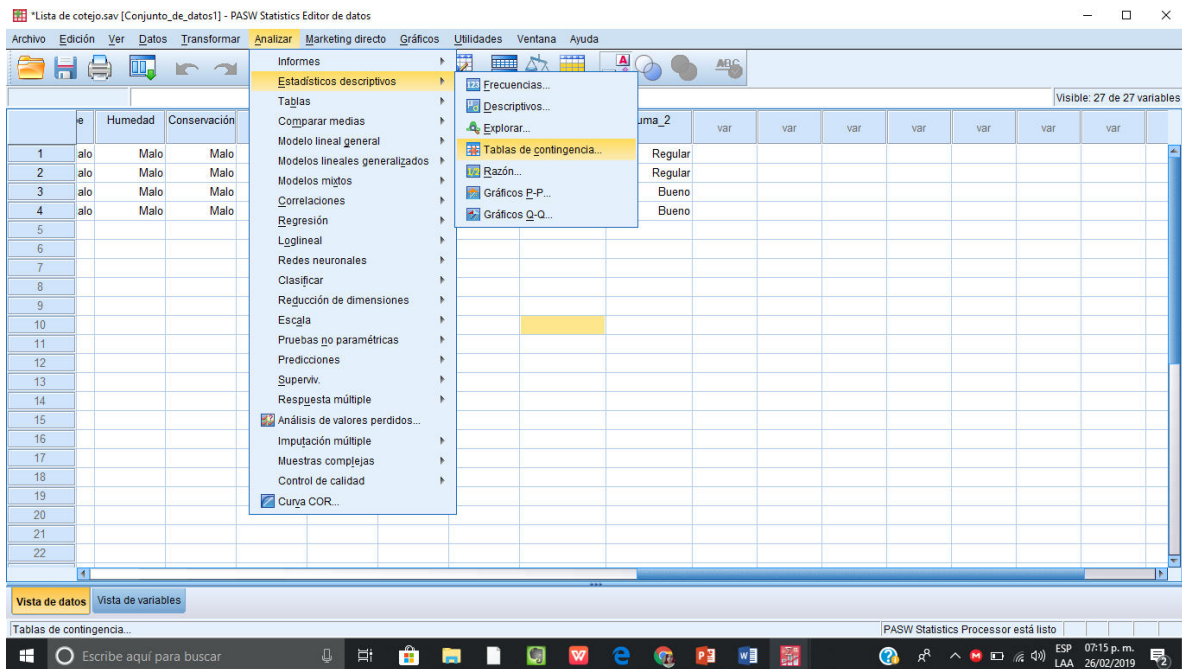 *Lista de cotejo.sav [Conjunto_de_datos1] - PASW Statistics Editor de datos
Archivo Edición Ver Datos Transformar Analizar Marketing directo Gráficos Utilidades Ventana Ayuda
Visible: 27 de 27 variables
Informes
Estadísticos descriptivos
Tablas
Comparar medias
Modelo lineal general
Modelos lineales generalizados
Modelos mixtos
Correlaciones
Regresión
Loglineal
Redes neuronales
Clasificar
Reducción de dimensiones
Escala
Pruebas no paramétricas
Predicciones
Superviv.
Respuesta múltiple
Análisis de valores perdidos...
Imputación múltiple
Muestras complejas
Control de calidad
Curva COR...
Frecuencias...
Descriptivos...
Explorar...
Tablas de contingencia...
Razón...
Gráficos P-P...
Gráficos Q-Q...
Humedad Conservación uma_2 var var var var var var var
1 alo Malo Malo Regular
2 alo Malo Malo Regular
3 alo Malo Malo Bueno
4 alo Malo Malo Bueno
5
6
7
8
9
10
11
12
13
14
15
16
17
18
19
20
21
22
Vista de datos Vista de variables
Tablas de contingencia... PASW Statistics Processor está listo
Escribe aquí para buscar
ESP 07:15 p. m.
LAA 26/02/2019